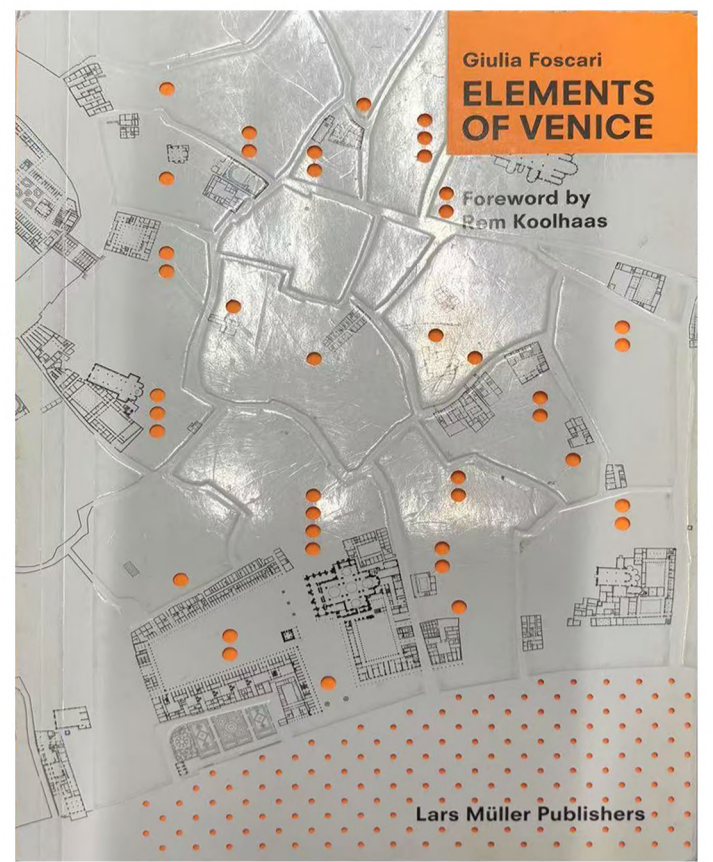 Giulia Foscari
ELEMENTS
OF VENICE
Foreword by
Rem Koolhaas
Lars Müller Publishers